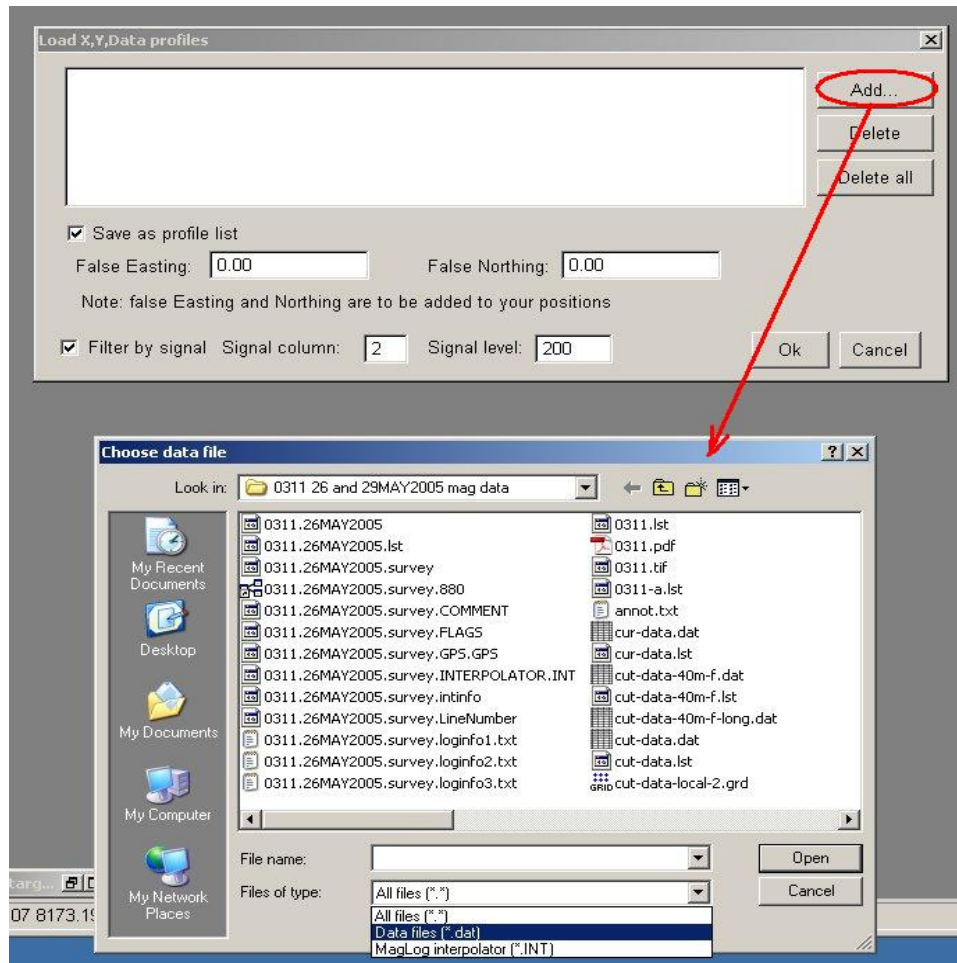 Load X,Y,Data profiles
Add...
Delete
Delete all
Save as profile list
False Easting: 0.00 False Northing: 0.00
Note: false Easting and Northing are to be added to your positions
Filter by signal Signal column: 2 Signal level: 200 Ok Cancel
Choose data file
Look in: 0311 26 and 29MAY2005 mag data
My Recent Documents
Desktop
My Documents
My Computer
My Network Places
0311.26MAY2005
0311.26MAY2005.lst
0311.26MAY2005.survey
0311.26MAY2005.survey.880
0311.26MAY2005.survey.COMMENT
0311.26MAY2005.survey.FLAGS
0311.26MAY2005.survey.GPS.GPS
0311.26MAY2005.survey.INTERPOLATOR.INT
0311.26MAY2005.survey.intinfo
0311.26MAY2005.survey.LineNumber
0311.26MAY2005.survey.loginfo1.txt
0311.26MAY2005.survey.loginfo2.txt
0311.26MAY2005.survey.loginfo3.txt
0311.lst
0311.pdf
0311.tif
0311-a.lst
annot.txt
cur-data.dat
cur-data.lst
cut-data-40m-f.dat
cut-data-40m-f.lst
cut-data-40m-f-long.dat
cut-data.dat
cut-data.lst
GRID cut-data-local-2.grd
File name: Open
Files of type: All files (*.*) Cancel
All files (*.*)
Data files (*.dat)
MagLog interpolator (*.INT)
targ...
07 8173.19